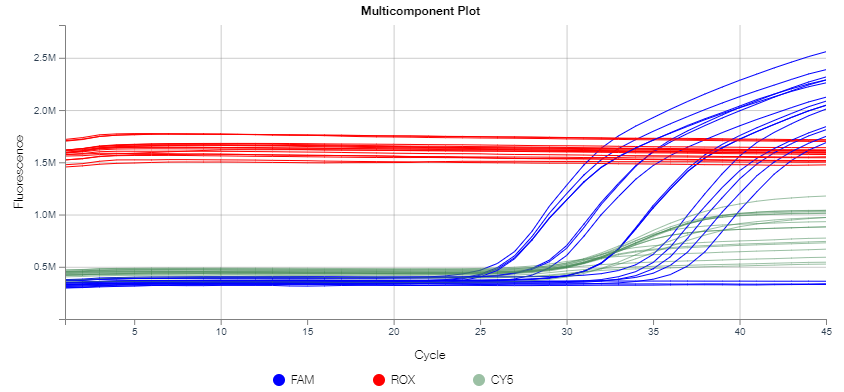 Multicomponent Plot
2.5M
2.0M
1.5M
1.0M
0.5M
Fluorescence
5 10 15 20 25 30 35 40 45
Cycle
FAM ROX CY5